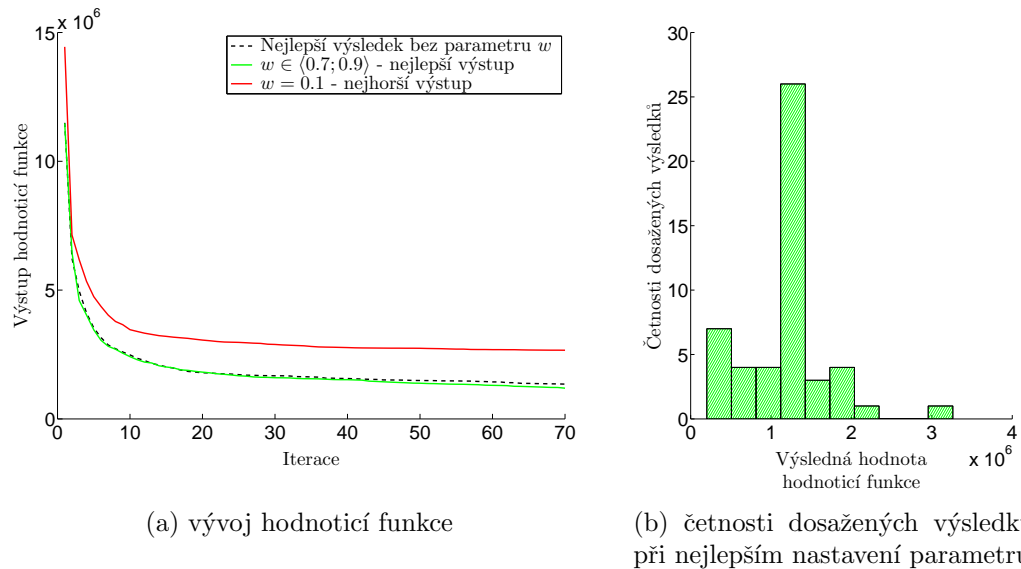 x 10^6
15
10
5
0
Výstup hodnoticí funkce
Nejlepší výsledek bez parametru w
w ∈ ⟨0.7; 0.9⟩ - nejlepší výstup
w = 0.1 - nejhorší výstup
0 10 20 30 40 50 60 70
Iterace
(a) vývoj hodnoticí funkce
30
25
20
15
10
5
0
Četnosti dosažených výsledků
0 1 2 3 4
x 10^6
Výsledná hodnota
hodnoticí funkce
(b) četnosti dosažených výsledk
při nejlepším nastavení parametru